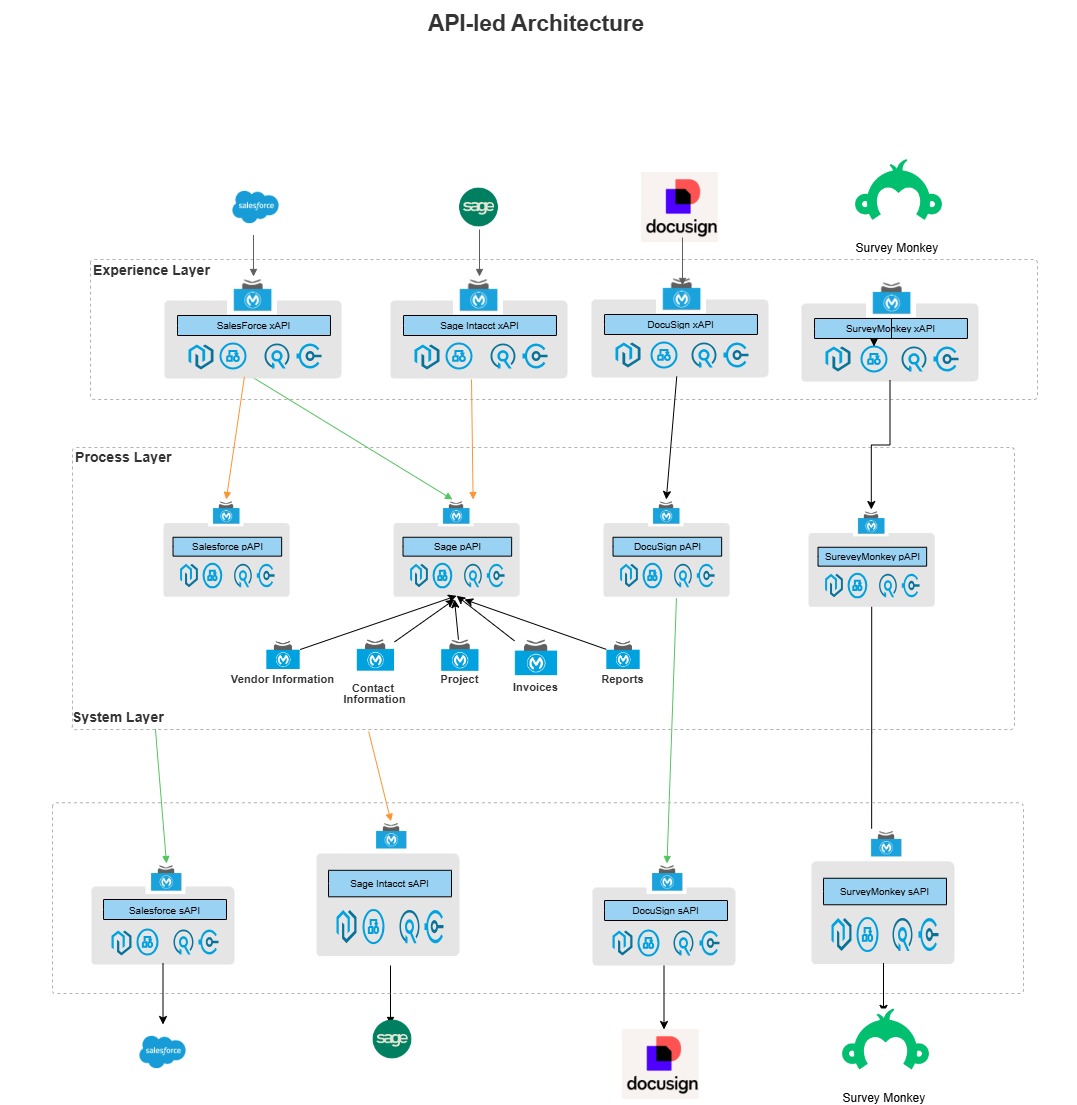 API-led Architecture
salesforce
sage
docusign
Survey Monkey
Experience Layer
SalesForce xAPI
Sage Intacct xAPI
DocuSign xAPI
SurveyMonkey xAPI
Process Layer
Salesforce pAPI
Sage pAPI
DocuSign pAPI
SureveyMonkey pAPI
Vendor Information
Contact
Information
Project
Invoices
Reports
System Layer
Salesforce sAPI
Sage Intacct sAPI
DocuSign sAPI
SurveyMonkey sAPI
salesforce
sage
docusign
Survey Monkey